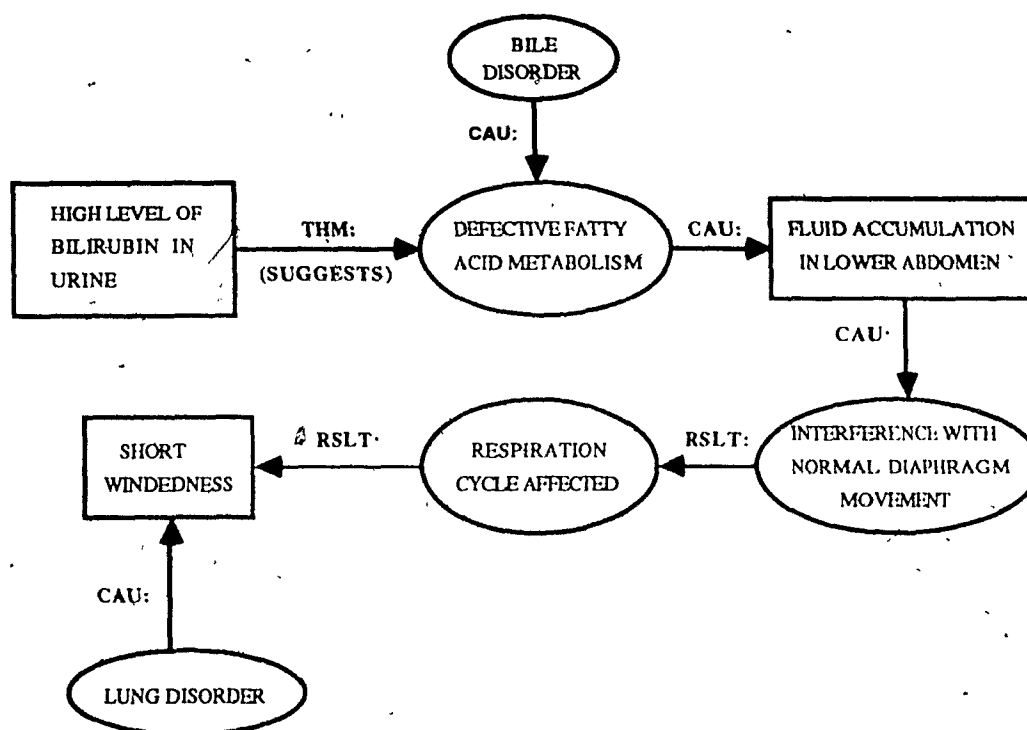 BILE
DISORDER
CAU:
HIGH LEVEL OF
BILIRUBIN IN
URINE
THM:
(SUGGESTS)
DEFECTIVE FATTY
ACID METABOLISM
CAU:
FLUID ACCUMULATION
IN LOWER ABDOMEN
CAU:
SHORT
WINDEDNESS
RSLT:
RESPIRATION
CYCLE AFFECTED
RSLT:
INTERFERENCE WITH
NORMAL DIAPHRAGM
MOVEMENT
CAU:
LUNG DISORDER